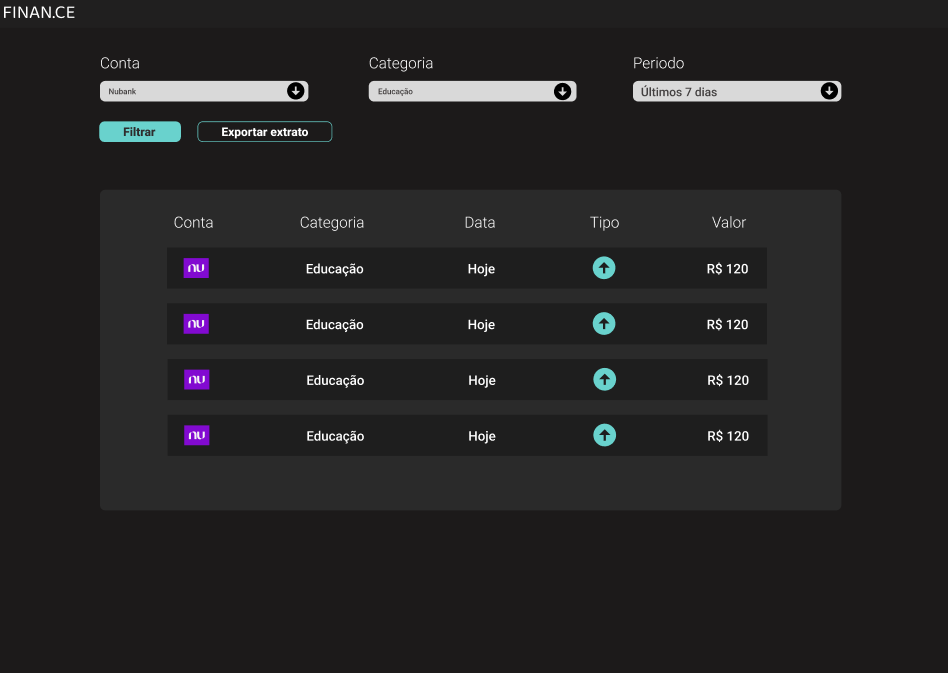 FINAN.CE
Conta Categoria Periodo
Nubank Educação Últimos 7 dias
Filtrar Exportar extrato
Conta Categoria Data Tipo Valor
nu Educação Hoje R$ 120
nu Educação Hoje R$ 120
nu Educação Hoje R$ 120
nu Educação Hoje R$ 120